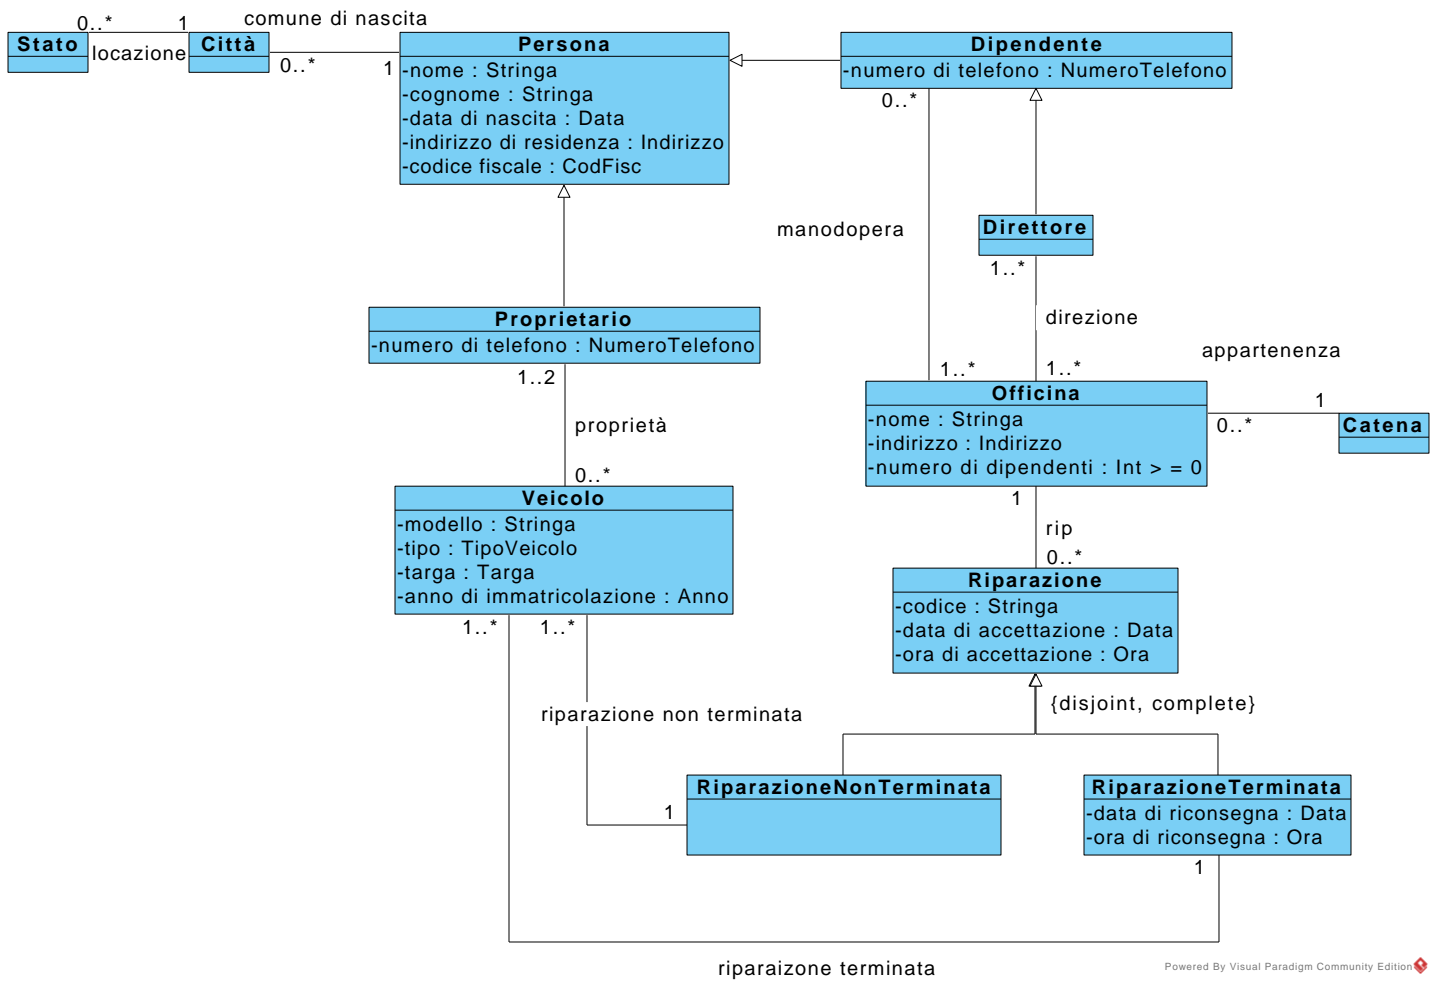 comune di nascita
0..*
1
Stato
locazione
Città
0..*
1
Persona
-nome : Stringa
-cognome : Stringa
-data di nascita : Data
-indirizzo di residenza : Indirizzo
-codice fiscale : CodFisc
Dipendente
-numero di telefono : NumeroTelefono
0..*
manodopera
Direttore
1..*
direzione
Proprietario
-numero di telefono : NumeroTelefono
1..2
proprietà
0..*
appartenenza
1..*
1..*
Officina
-nome : Stringa
-indirizzo : Indirizzo
-numero di dipendenti : Int > = 0
1
0..*
Catena
1
rip
0..*
Veicolo
-modello : Stringa
-tipo : TipoVeicolo
-targa : Targa
-anno di immatricolazione : Anno
1..*
1..*
Riparazione
-codice : Stringa
-data di accettazione : Data
-ora di accettazione : Ora
{disjoint, complete}
riparazione non terminata
RiparazioneNonTerminata
1
RiparazioneTerminata
-data di riconsegna : Data
-ora di riconsegna : Ora
1
riparaizone terminata
Powered By Visual Paradigm Community Edition